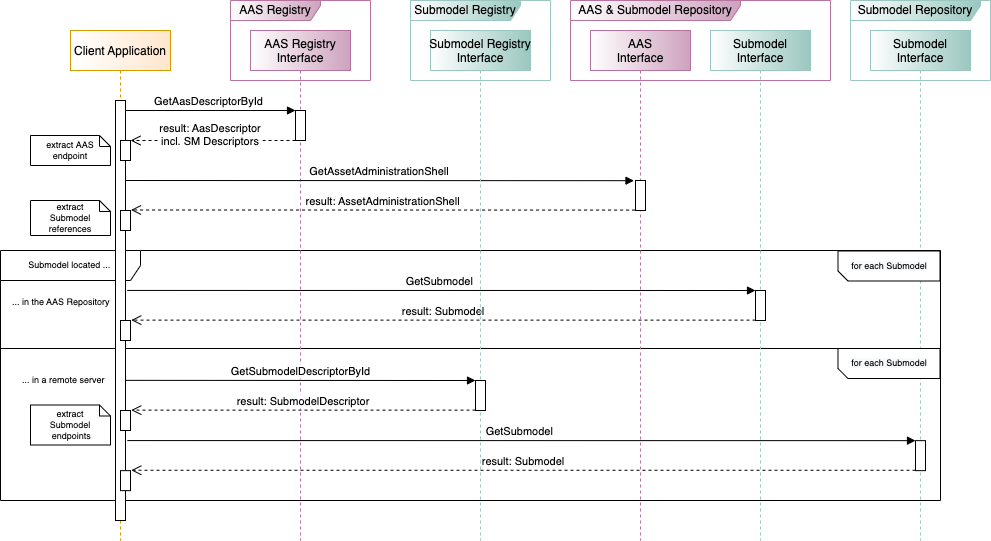 AAS Registry
Submodel Registry
AAS & Submodel Repository
Submodel Repository
Client Application
AAS Registry
Interface
Submodel Registry
Interface
AAS
Interface
Submodel
Interface
Submodel
Interface
GetAasDescriptorById
result: AasDescriptor
incl. SM Descriptors
extract AAS
endpoint
GetAssetAdministrationShell
result: AssetAdministrationShell
extract
Submodel
references
Submodel located ...
for each Submodel
GetSubmodel
... in the AAS Repository
result: Submodel
for each Submodel
GetSubmodelDescriptorById
... in a remote server
result: SubmodelDescriptor
extract
Submodel
endpoints
GetSubmodel
result: Submodel